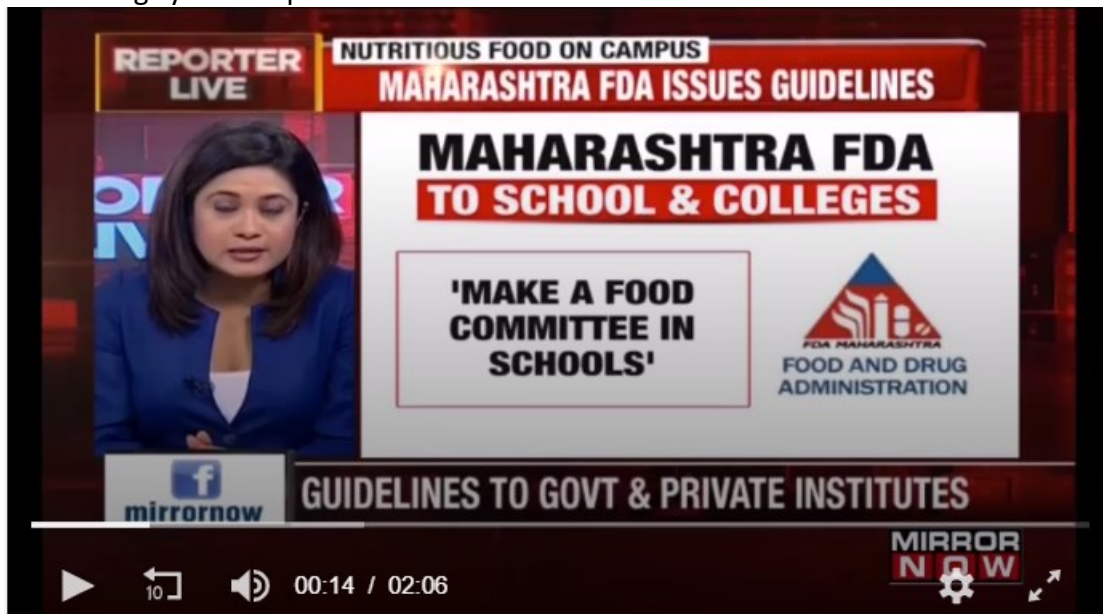 REPORTER
LIVE
NUTRITIOUS FOOD ON CAMPUS
MAHARASHTRA FDA ISSUES GUIDELINES
MAHARASHTRA FDA
TO SCHOOL & COLLEGES
'MAKE A FOOD
COMMITTEE IN
SCHOOLS'
FDA MAHARASHTRA
FOOD AND DRUG
ADMINISTRATION
f
mirrornow
GUIDELINES TO GOVT & PRIVATE INSTITUTES
MIRROR
NOW
10
00:14 / 02:06